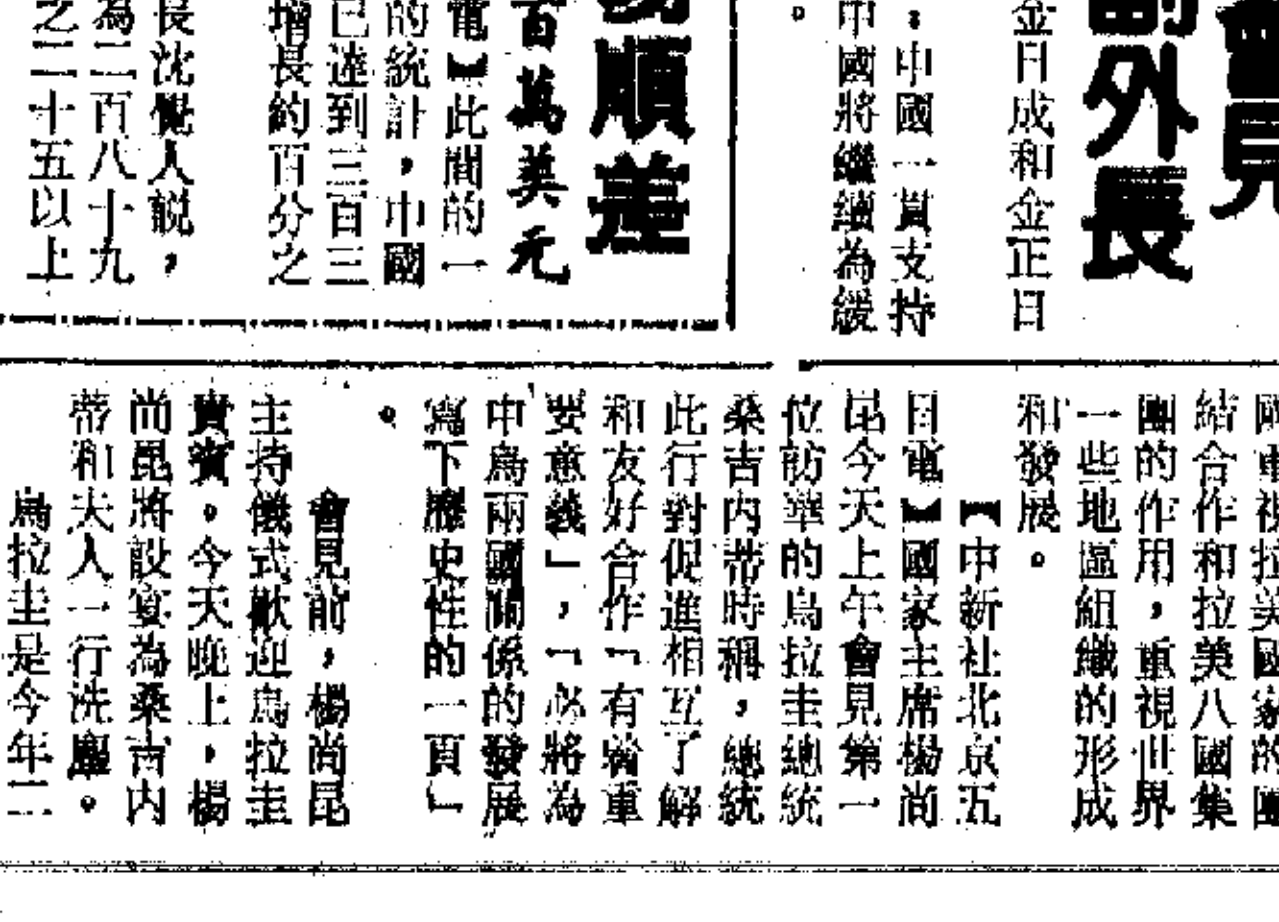 會見
副外長
金日成和金正日
：中國一貫支持
中國將繼續為緩
。
順差
百萬美元
電】此間的一
的統計，中國
已達到三百三
增長約百分之
長沈覺人説，
為二百八十九
之二十五以上
國重視拉美國家的團
結合作和拉美八國集
團的作用，重視世界
一些地區組織的形成
和發展。
【中新社北京五
日電】國家主席楊尚
昆今天上午會見第一
位訪華的烏拉圭總統
桑吉內蒂時稱，總統
此行對促進相互了解
和友好合作「有着重
要意義」，「必將為
中烏兩國關係的發展
寫下歷史性的一頁」
。
會見前，楊尚昆
主持儀式歡迎烏拉圭
貴賓。今天晚上，楊
尚昆將設宴為桑吉內
蒂和夫人一行洗塵。
烏拉圭是今年二